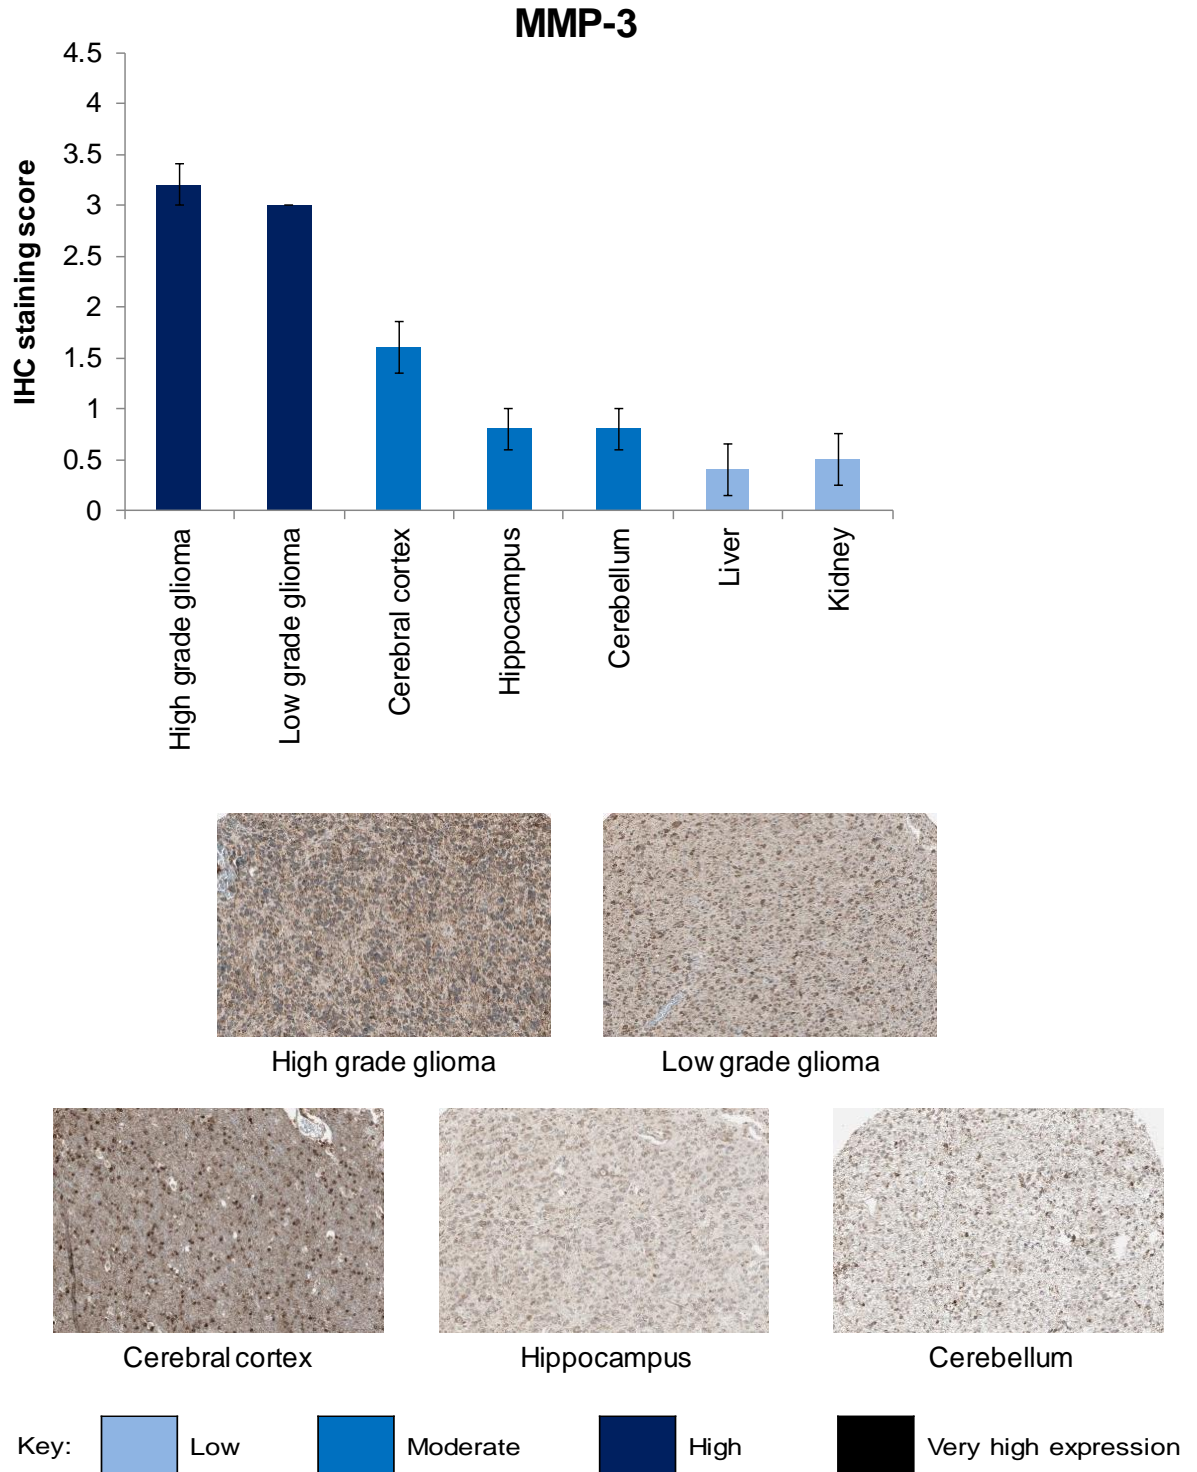 MMP-3
4.5
4
3.5
3
2.5
2
1.5
1
0.5
0
IHC staining score
High grade glioma
Low grade glioma
Cerebral cortex
Hippocampus
Cerebellum
Liver
Kidney
High grade glioma Low grade glioma
Cerebral cortex Hippocampus Cerebellum
Key: Low Moderate High Very high expression